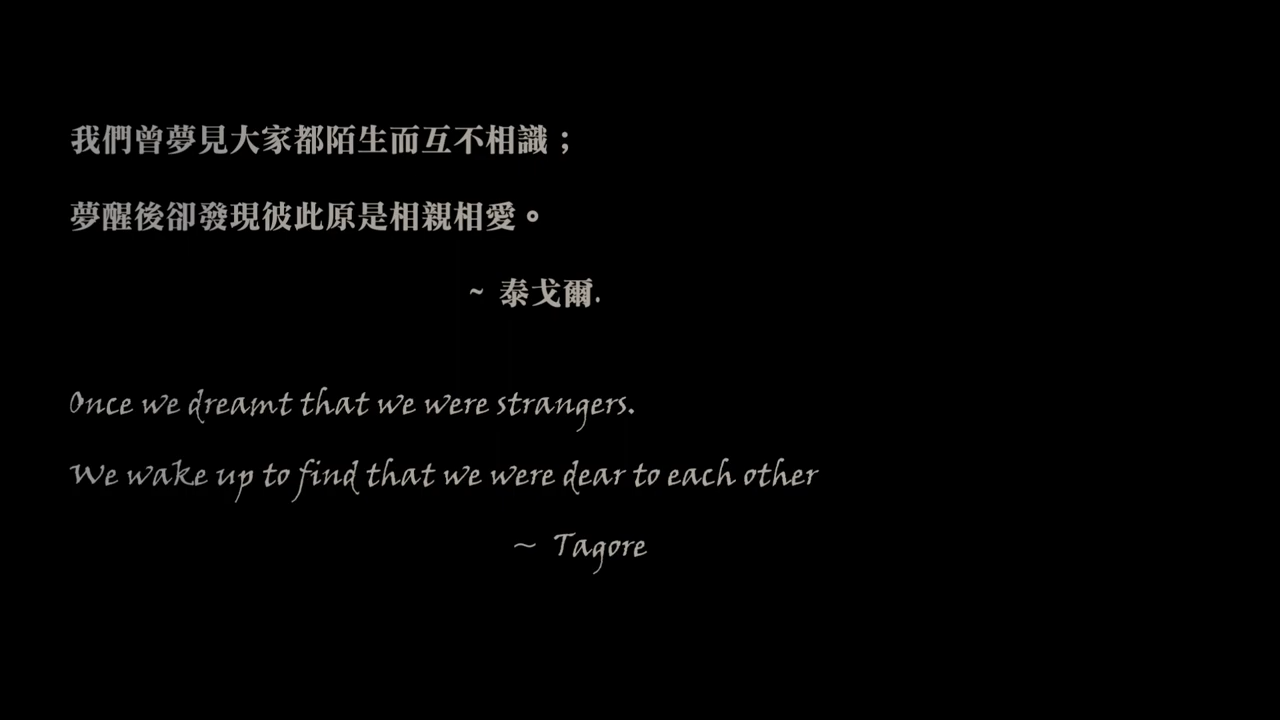 我們曾夢見大家都陌生而互不相識；
夢醒後卻發現彼此原是相親相愛。
~ 泰戈爾.
Once we dreamt that we were strangers.
We wake up to find that we were dear to each other
~ Tagore